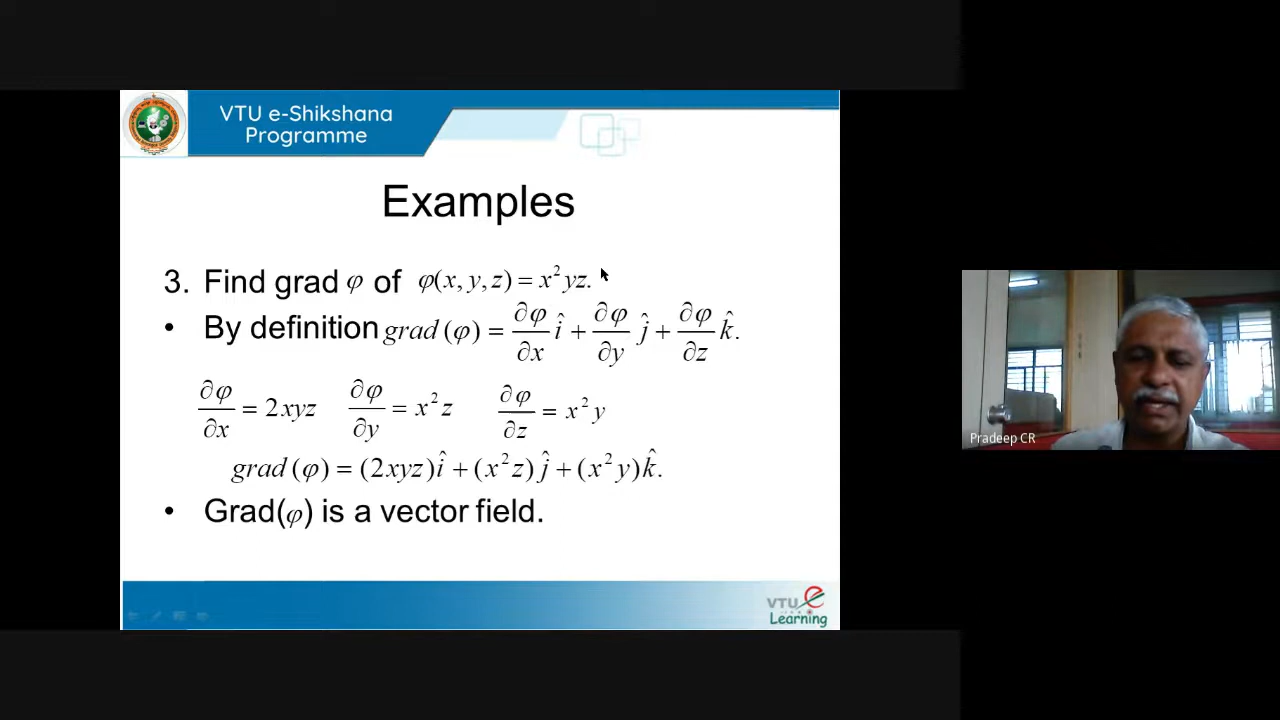 VTU e-Shikshana
Programme
Examples
3. Find grad φ of φ(x, y, z) = x² yz.
• By definition grad (φ) = ∂φ/∂x î + ∂φ/∂y ĵ + ∂φ/∂z k̂.
∂φ/∂x = 2xyz ∂φ/∂y = x² z ∂φ/∂z = x² y
grad (φ) = (2xyz)î + (x² z) ĵ + (x² y)k̂.
• Grad(φ) is a vector field.
VTU e
Learning
Pradeep CR